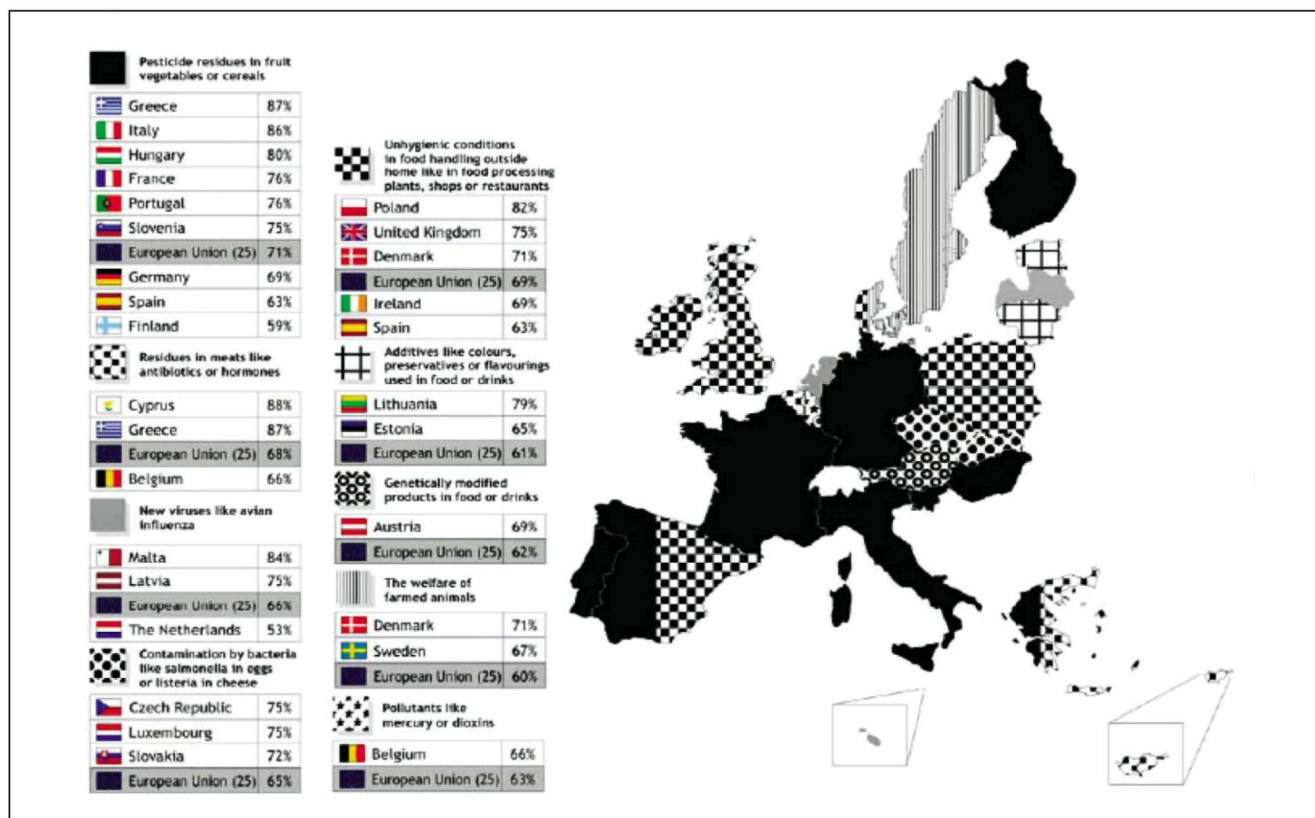 Pesticide residues in fruit
vegetables or cereals
Greece 87%
Italy 86%
Hungary 80%
France 76%
Portugal 76%
Slovenia 75%
European Union (25) 71%
Germany 69%
Spain 63%
Finland 59%
Residues in meats like
antibiotics or hormones
Cyprus 88%
Greece 87%
European Union (25) 68%
Belgium 66%
New viruses like avian
influenza
Malta 84%
Latvia 75%
European Union (25) 66%
The Netherlands 53%
Contamination by bacteria
like salmonella in eggs
or listeria in cheese
Czech Republic 75%
Luxembourg 75%
Slovakia 72%
European Union (25) 65%
Unhygienic conditions
in food handling outside
home like in food processing
plants, shops or restaurants
Poland 82%
United Kingdom 75%
Denmark 71%
European Union (25) 69%
Ireland 69%
Spain 63%
Additives like colours,
preservatives or flavourings
used in food or drinks
Lithuania 79%
Estonia 65%
European Union (25) 61%
Genetically modified
products in food or drinks
Austria 69%
European Union (25) 62%
The welfare of
farmed animals
Denmark 71%
Sweden 67%
European Union (25) 60%
Pollutants like
mercury or dioxins
Belgium 66%
European Union (25) 63%